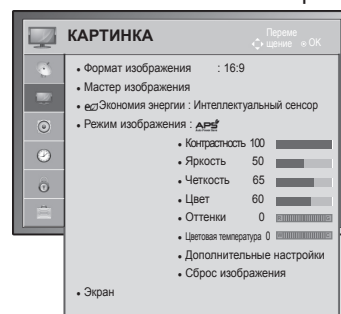 КАРТИНКА
Переме
щение
OK
• Формат изображения : 16:9
• Мастер изображения
• Экономия энергии : Интеллектуальный сенсор
• Режим изображения : APS
• Контрастность 100
• Яркость 50
• Четкость 65
• Цвет 60
• Оттенки 0
• Цветовая температура 0
• Дополнительные настройки
• Сброс изображения
• Экран